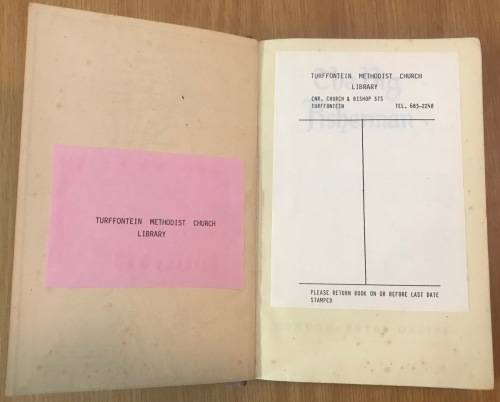 TURFFONTEIN METHODIST CHURCH
LIBRARY
TURFFONTEIN METHODIST CHURCH
LIBRARY
CNR. CHURCH & BISHOP STS
TURFFONTEIN TEL. 683-2240
PLEASE RETURN BOOK ON OR BEFORE LAST DATE
STAMPED
Fisherman